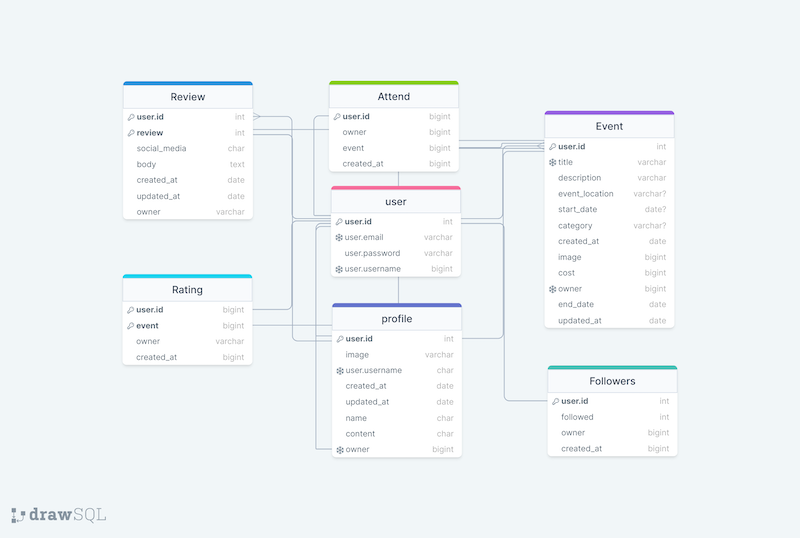 Review
user.id int
review int
social_media char
body text
created_at date
updated_at date
owner varchar
Attend
user.id bigint
owner bigint
event bigint
created_at bigint
Event
user.id int
title varchar
description varchar
event_location varchar?
start_date date?
category varchar?
created_at date
image bigint
cost bigint
owner bigint
end_date date
updated_at date
user
user.id int
user.email varchar
user.password varchar
user.username bigint
Rating
user.id bigint
event bigint
owner varchar
created_at bigint
profile
user.id int
image varchar
user.username char
created_at date
updated_at date
name char
content char
owner bigint
Followers
user.id int
followed int
owner bigint
created_at bigint
drawSQL